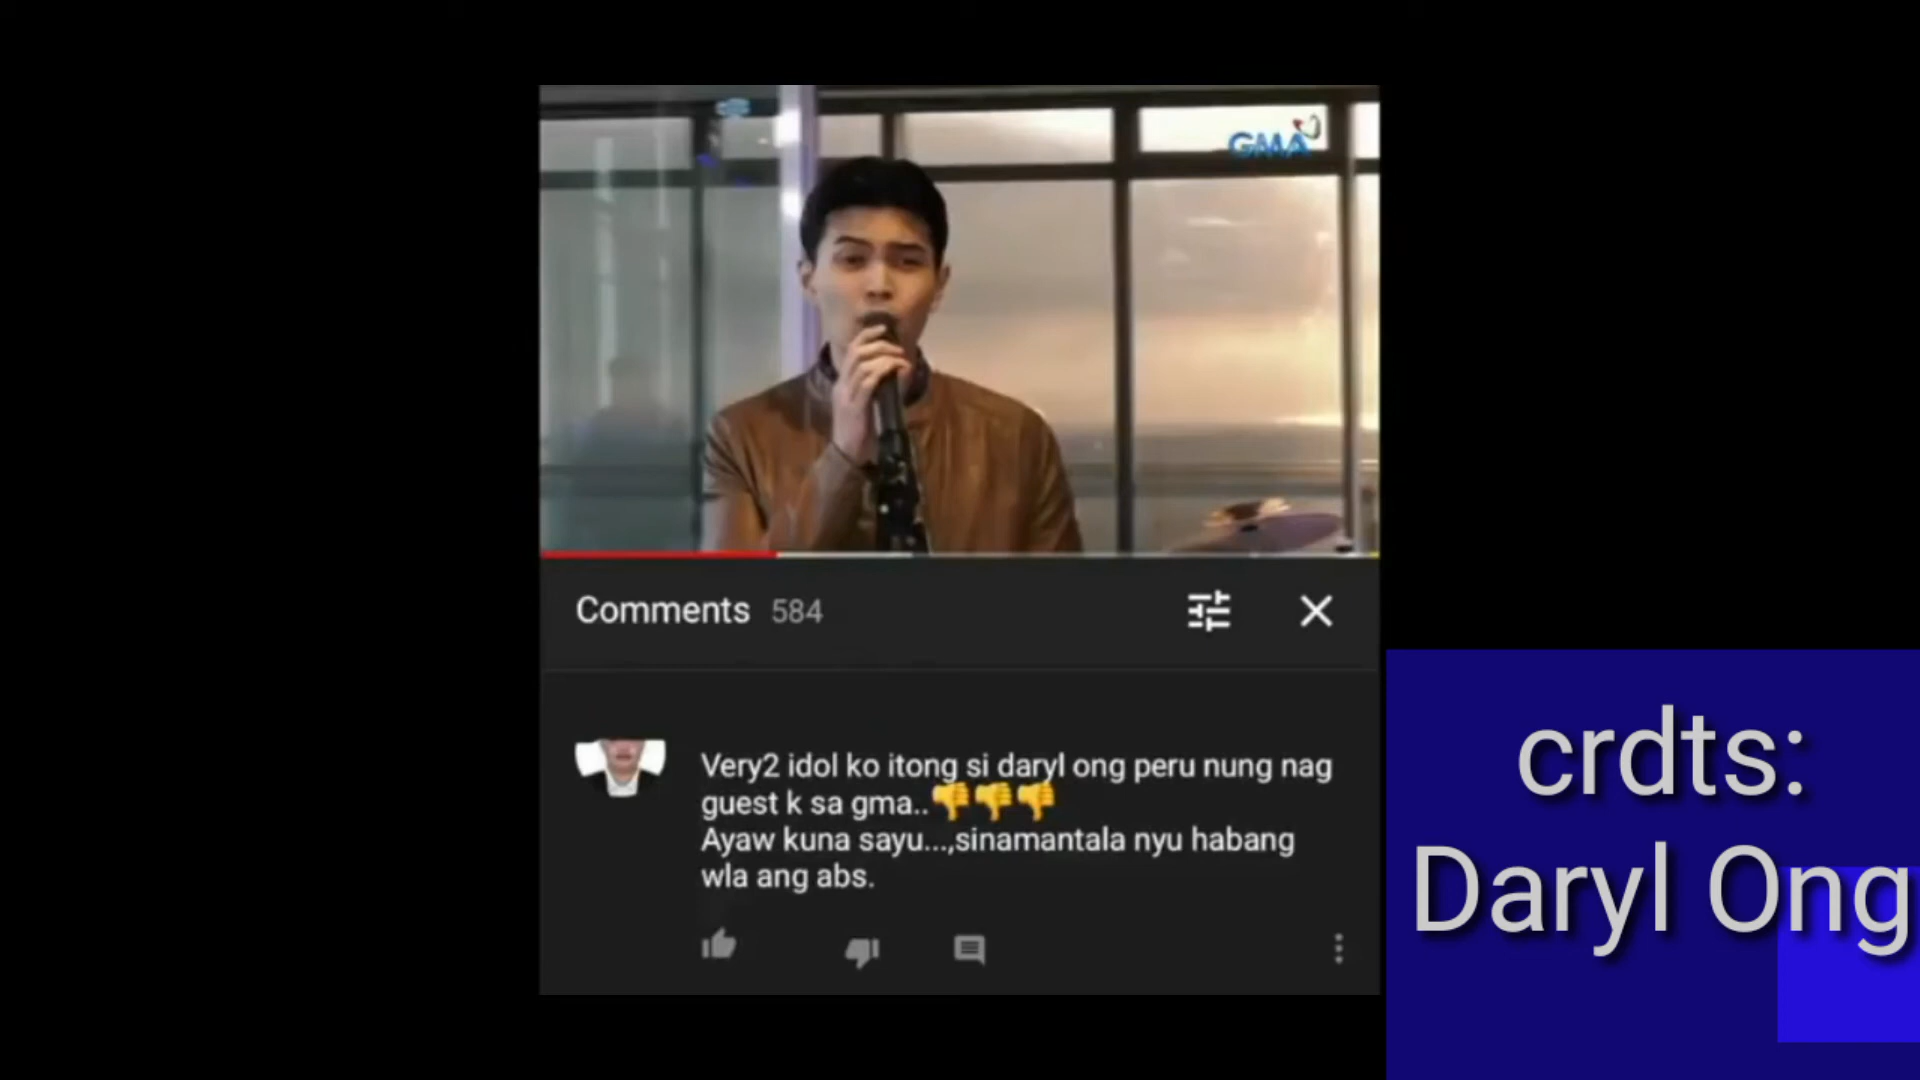 GMA
Comments 584
Very2 idol ko itong si daryl ong peru nung nag
guest k sa gma..👎👎👎
Ayaw kuna sayu...,sinamantala nyu habang
wla ang abs.
crdts:
Daryl Ong